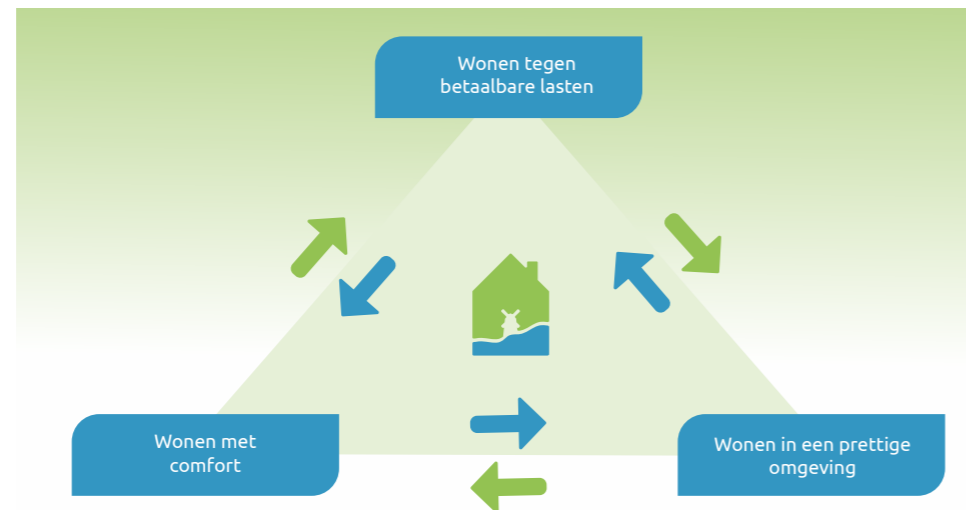 Wonen tegen
betaalbare lasten
Wonen met
comfort
Wonen in een prettige
omgeving